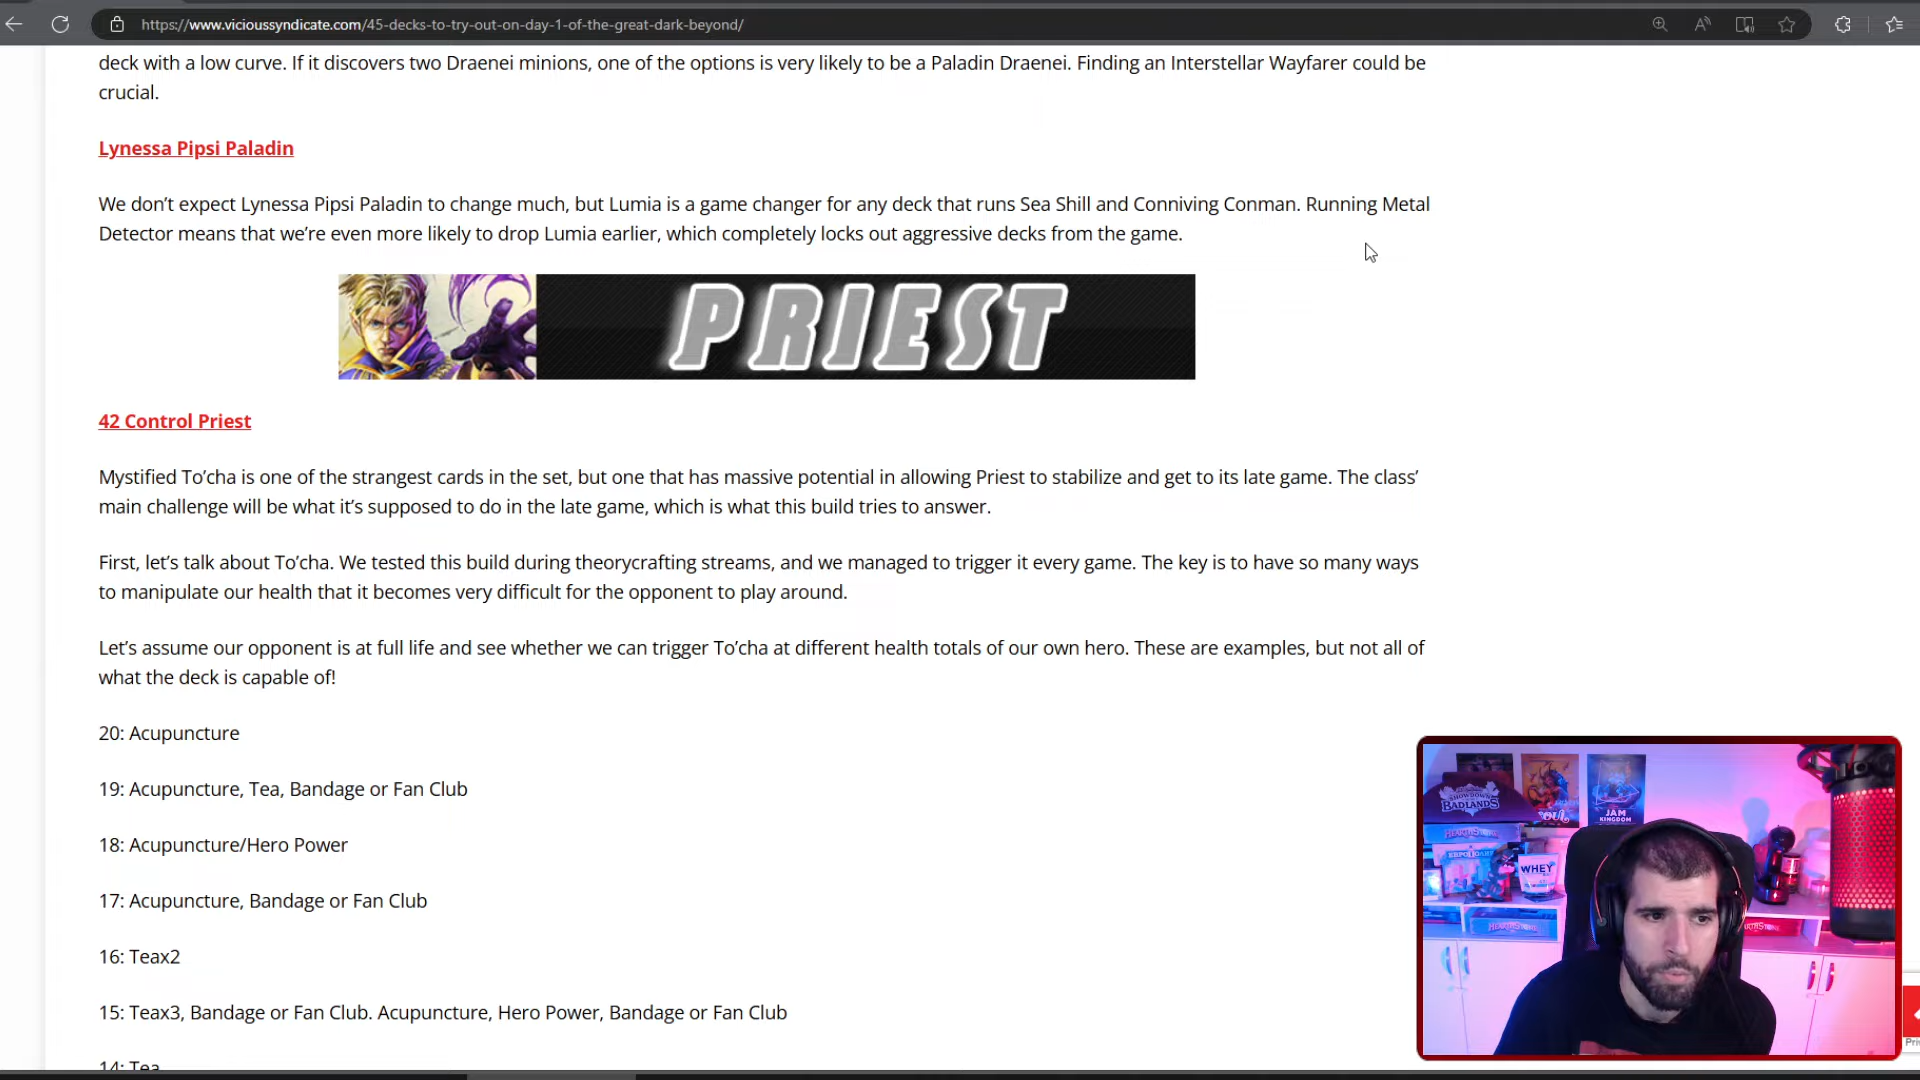 https://www.vicioussyndicate.com/45-decks-to-try-out-on-day-1-of-the-great-dark-beyond/
deck with a low curve. If it discovers two Draenei minions, one of the options is very likely to be a Paladin Draenei. Finding an Interstellar Wayfarer could be
crucial.
Lynessa Pipsi Paladin
We don’t expect Lynessa Pipsi Paladin to change much, but Lumia is a game changer for any deck that runs Sea Shill and Conniving Conman. Running Metal
Detector means that we’re even more likely to drop Lumia earlier, which completely locks out aggressive decks from the game.
PRIEST
42 Control Priest
Mystified To’cha is one of the strangest cards in the set, but one that has massive potential in allowing Priest to stabilize and get to its late game. The class’
main challenge will be what it’s supposed to do in the late game, which is what this build tries to answer.
First, let’s talk about To’cha. We tested this build during theorycrafting streams, and we managed to trigger it every game. The key is to have so many ways
to manipulate our health that it becomes very difficult for the opponent to play around.
Let’s assume our opponent is at full life and see whether we can trigger To’cha at different health totals of our own hero. These are examples, but not all of
what the deck is capable of!
20: Acupuncture
19: Acupuncture, Tea, Bandage or Fan Club
18: Acupuncture/Hero Power
17: Acupuncture, Bandage or Fan Club
16: Teax2
15: Teax3, Bandage or Fan Club. Acupuncture, Hero Power, Bandage or Fan Club
14: Tea
SHOWDOWN
BADLANDS
JAM
KINGDOM
HEARTHSTONE
WHEY
Pri